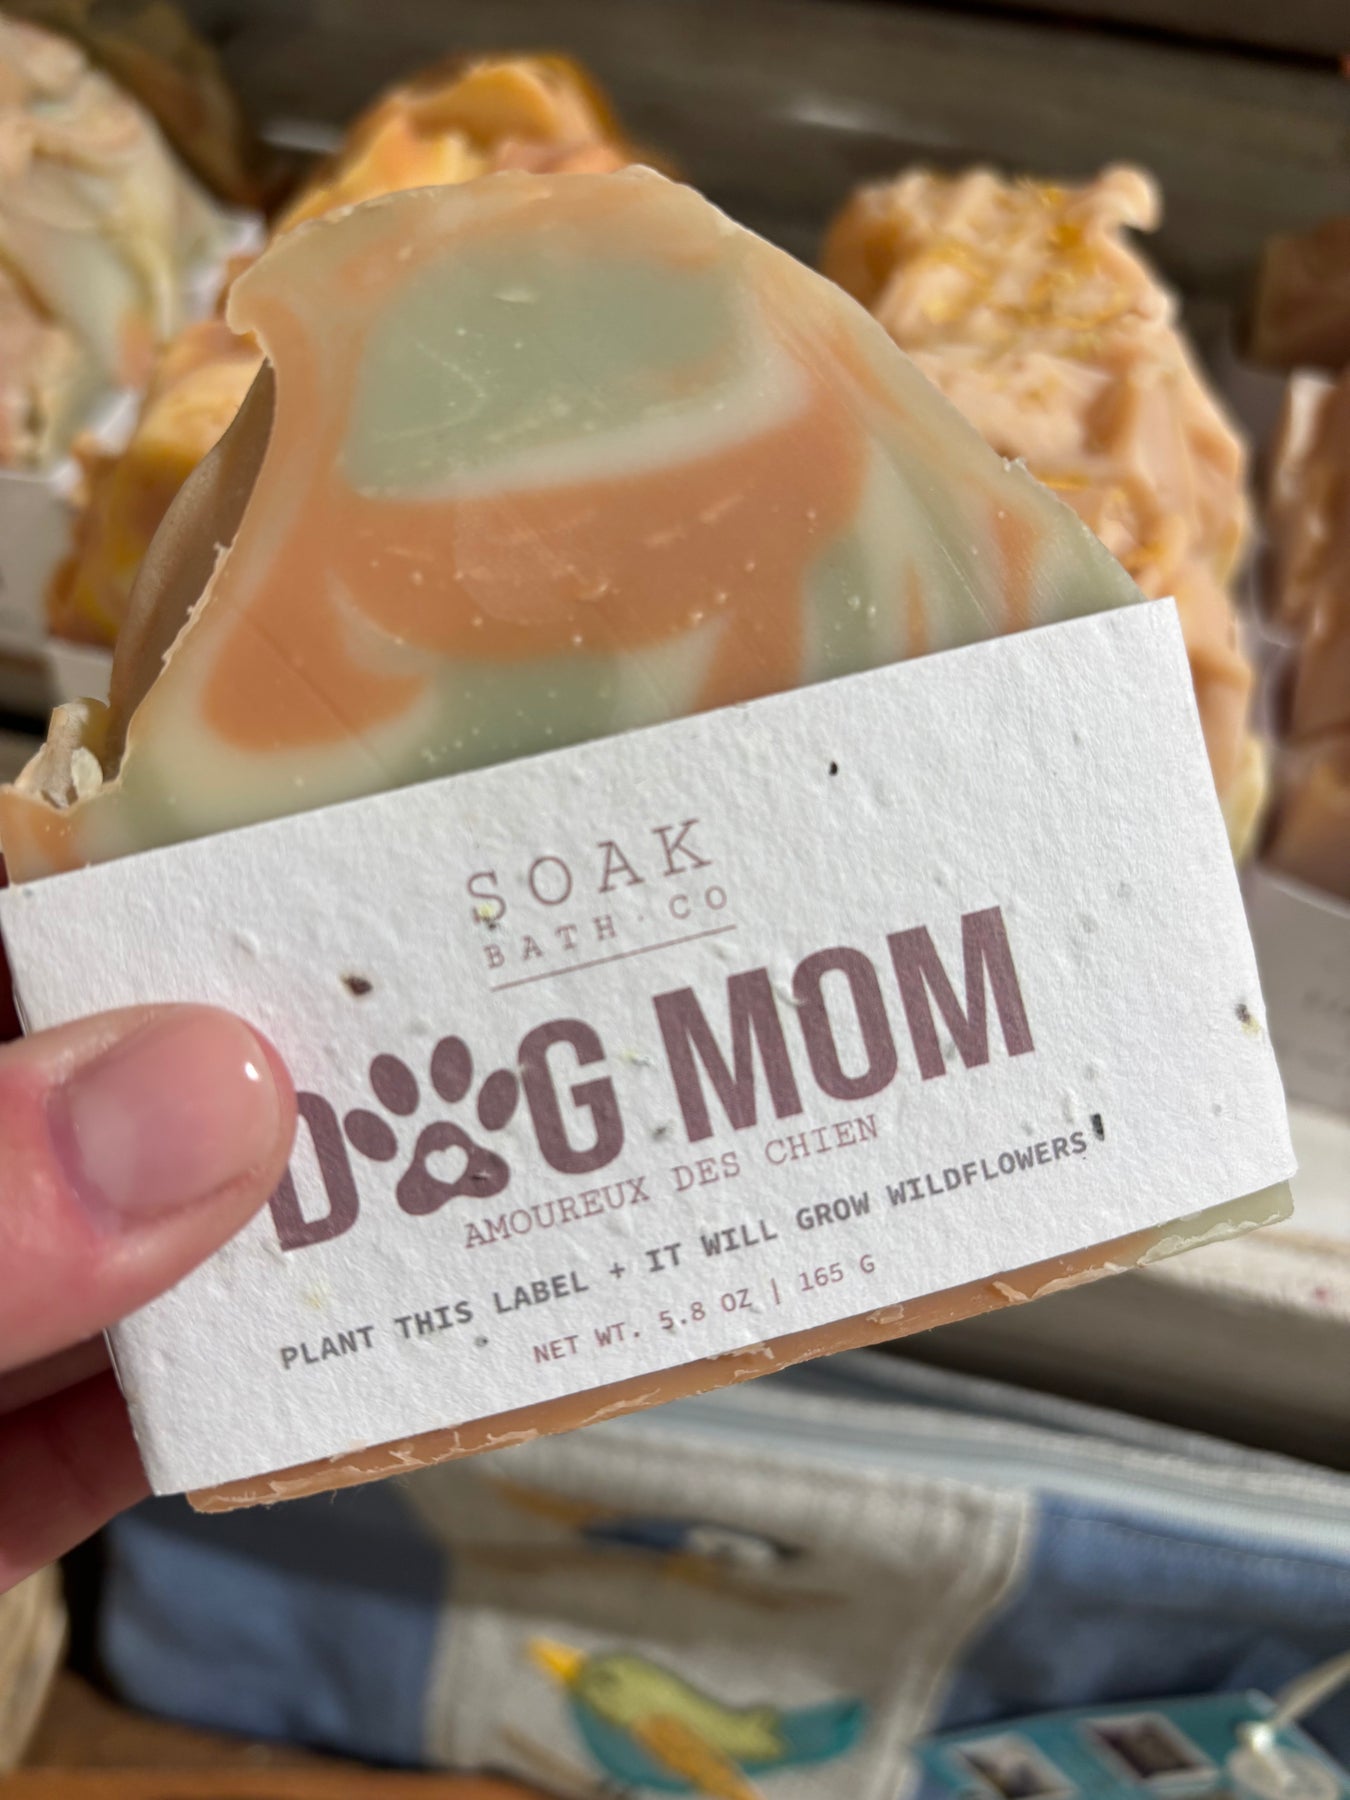 SOAK
BATH · CO
DOG MOM
AMOUREUX DES CHIEN
PLANT THIS LABEL + IT WILL GROW WILDFLOWERS
NET WT. 5.8 OZ | 165 G